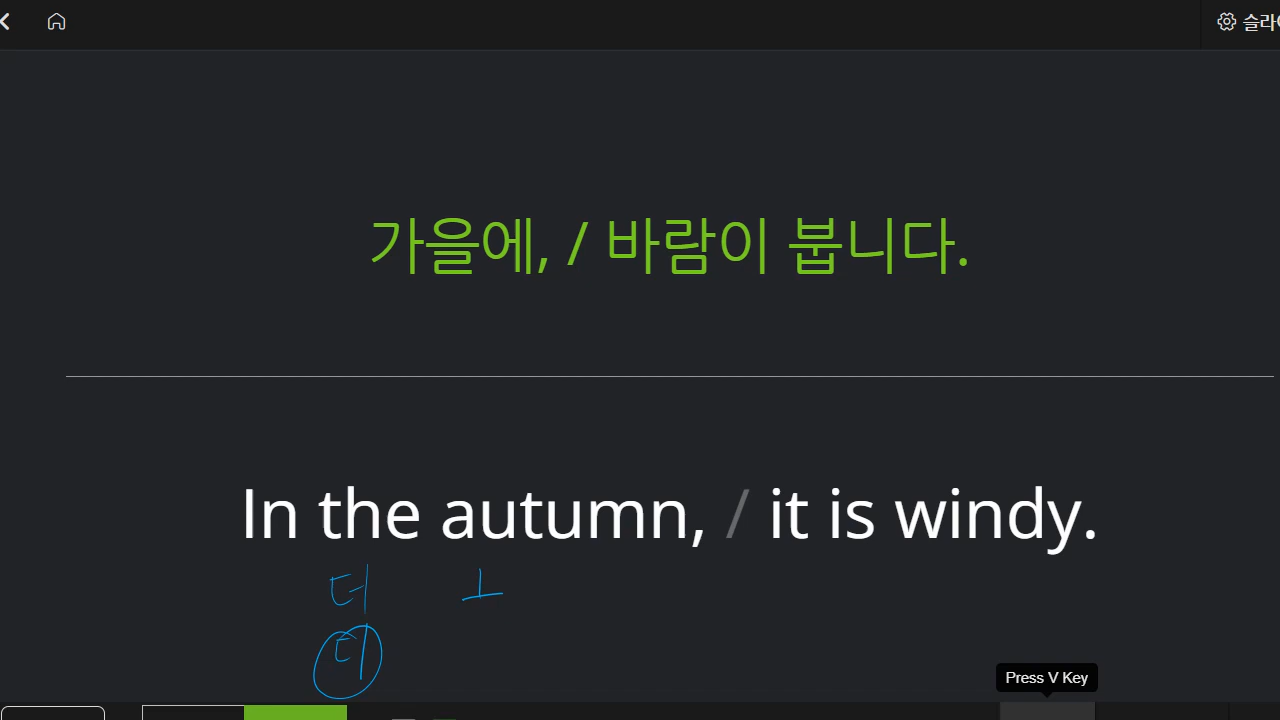 슬라
가을에, / 바람이 붑니다.
In the autumn, / it is windy.
더 ㅗ
디
Press V Key